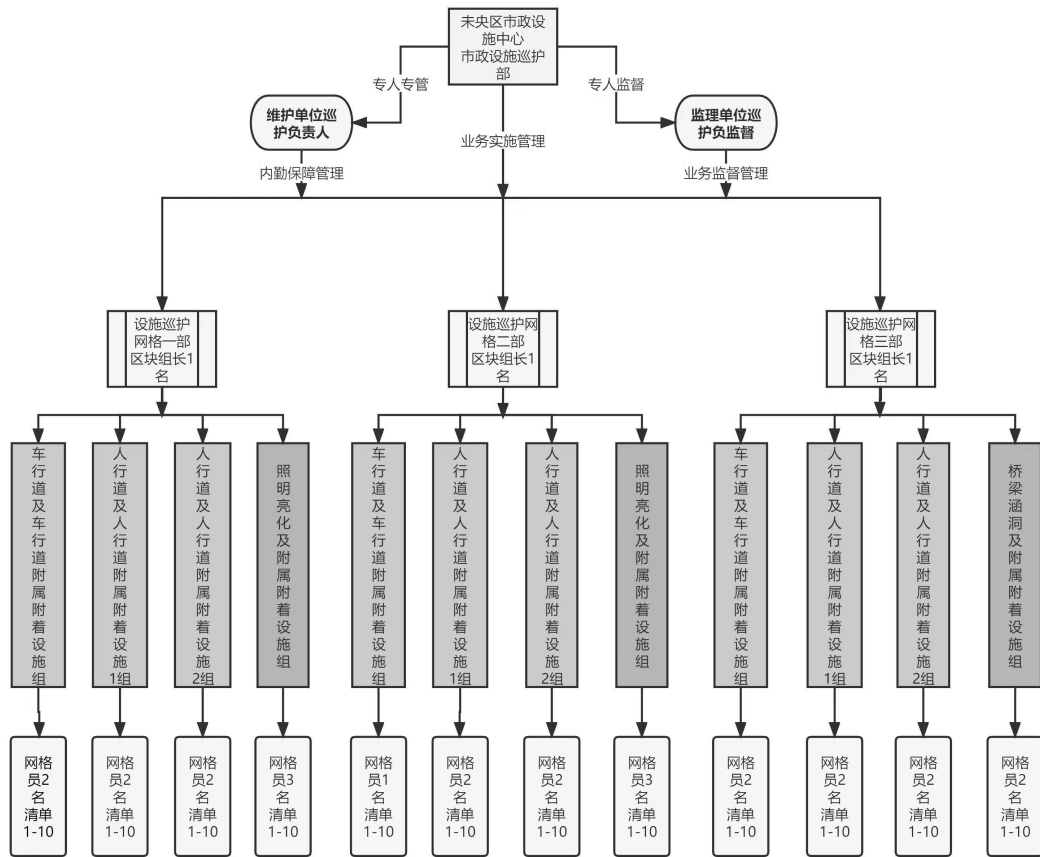 未央区市政设
施中心
市政设施巡护
部
专人专管
专人监督
维护单位巡
护负责人
业务实施管理
监理单位巡
护负监督
内勤保障管理
业务监督管理
设施巡护
网格一部
区块组长1
名
设施巡护网
格二部
区块组长1
名
设施巡护网
格三部
区块组长1
名
车行道及车行道附属附着设施组
人行道及人行道附属附着设施1组
人行道及人行道附属附着设施2组
照明亮化及附属附着设施组
车行道及车行道附属附着设施组
人行道及人行道附属附着设施1组
人行道及人行道附属附着设施2组
照明亮化及附属附着设施组
车行道及车行道附属附着设施组
人行道及人行道附属附着设施1组
人行道及人行道附属附着设施2组
桥梁涵洞及附属附着设施组
网格
员2
名
清单
1-10
网格
员2
名
清单
1-10
网格
员2
名
清单
1-10
网格
员3
名
清单
1-10
网格
员1
名
清单
1-10
网格
员2
名
清单
1-10
网格
员2
名
清单
1-10
网格
员3
名
清单
1-10
网格
员2
名
清单
1-10
网格
员2
名
清单
1-10
网格
员2
名
清单
1-10
网格
员2
名
清单
1-10